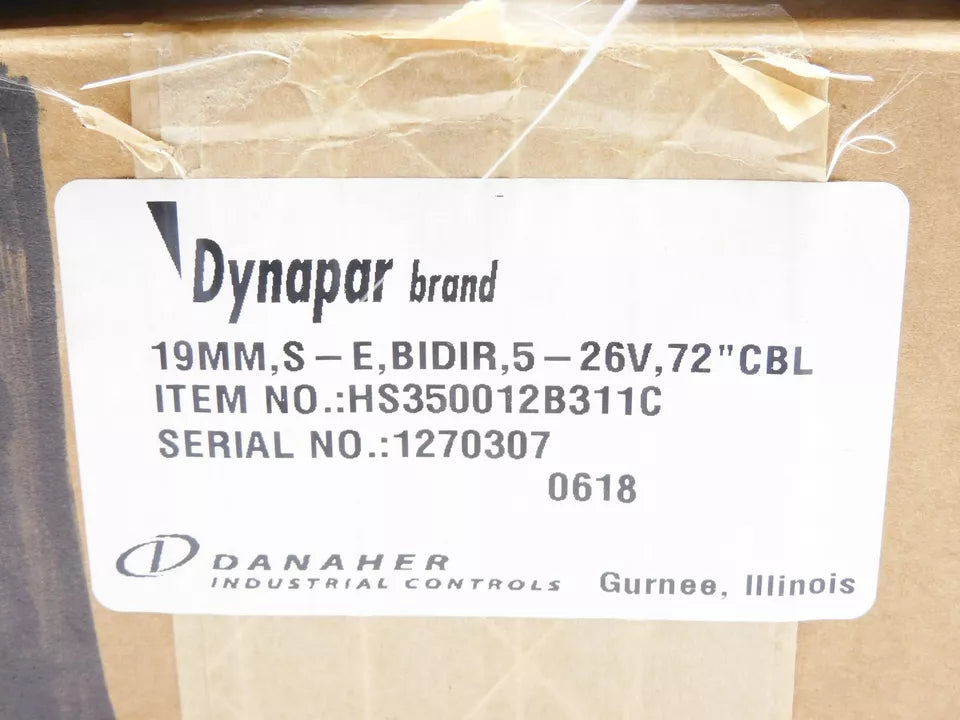 Dynapar brand
19MM,S-E,BIDIR,5-26V,72"CBL
ITEM NO.:HS350012B311C
SERIAL NO.:1270307
0618
DANAHER
INDUSTRIAL CONTROLS Gurnee, Illinois